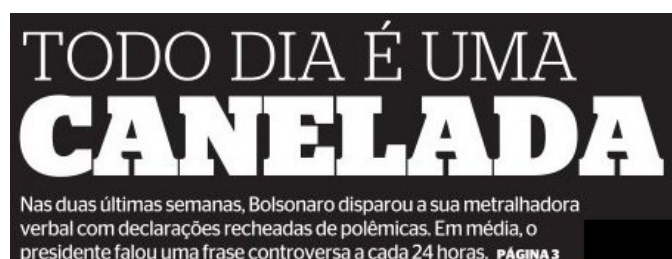 TODO DIA É UMA
CANELADA
Nas duas últimas semanas, Bolsonaro disparou a sua metralhadora
verbal com declarações recheadas de polêmicas. Em média, o
presidente falou uma frase controversa a cada 24 horas. PÁGINA 3